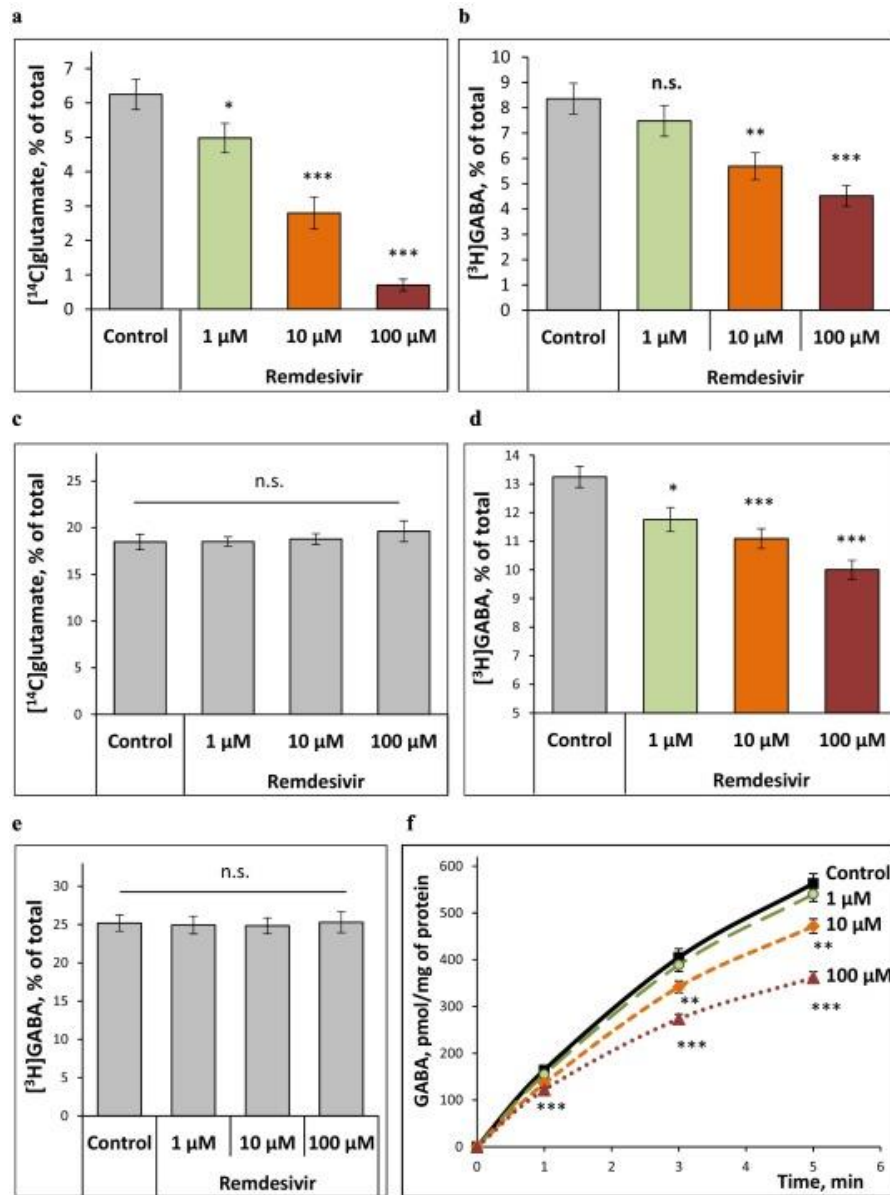 a
[¹⁴C]glutamate, % of total
7
6
5
4
3
2
1
0
*
***
***
Control
1 µM
10 µM
100 µM
Remdesivir
b
[³H]GABA, % of total
10
9
8
7
6
5
4
3
2
1
0
n.s.
**
***
Control
1 µM
10 µM
100 µM
Remdesivir
c
[¹⁴C]glutamate, % of total
25
20
15
10
5
0
n.s.
Control
1 µM
10 µM
100 µM
Remdesivir
d
[³H]GABA, % of total
14
13
12
11
10
9
8
7
6
5
*
***
***
Control
1 µM
10 µM
100 µM
Remdesivir
e
[³H]GABA, % of total
30
25
20
15
10
5
0
n.s.
Control
1 µM
10 µM
100 µM
Remdesivir
f
GABA, pmol/mg of protein
600
500
400
300
200
100
0
Control
1 µM
10 µM
**
100 µM
***
**
***
***
0
1
2
3
4
5
6
Time, min